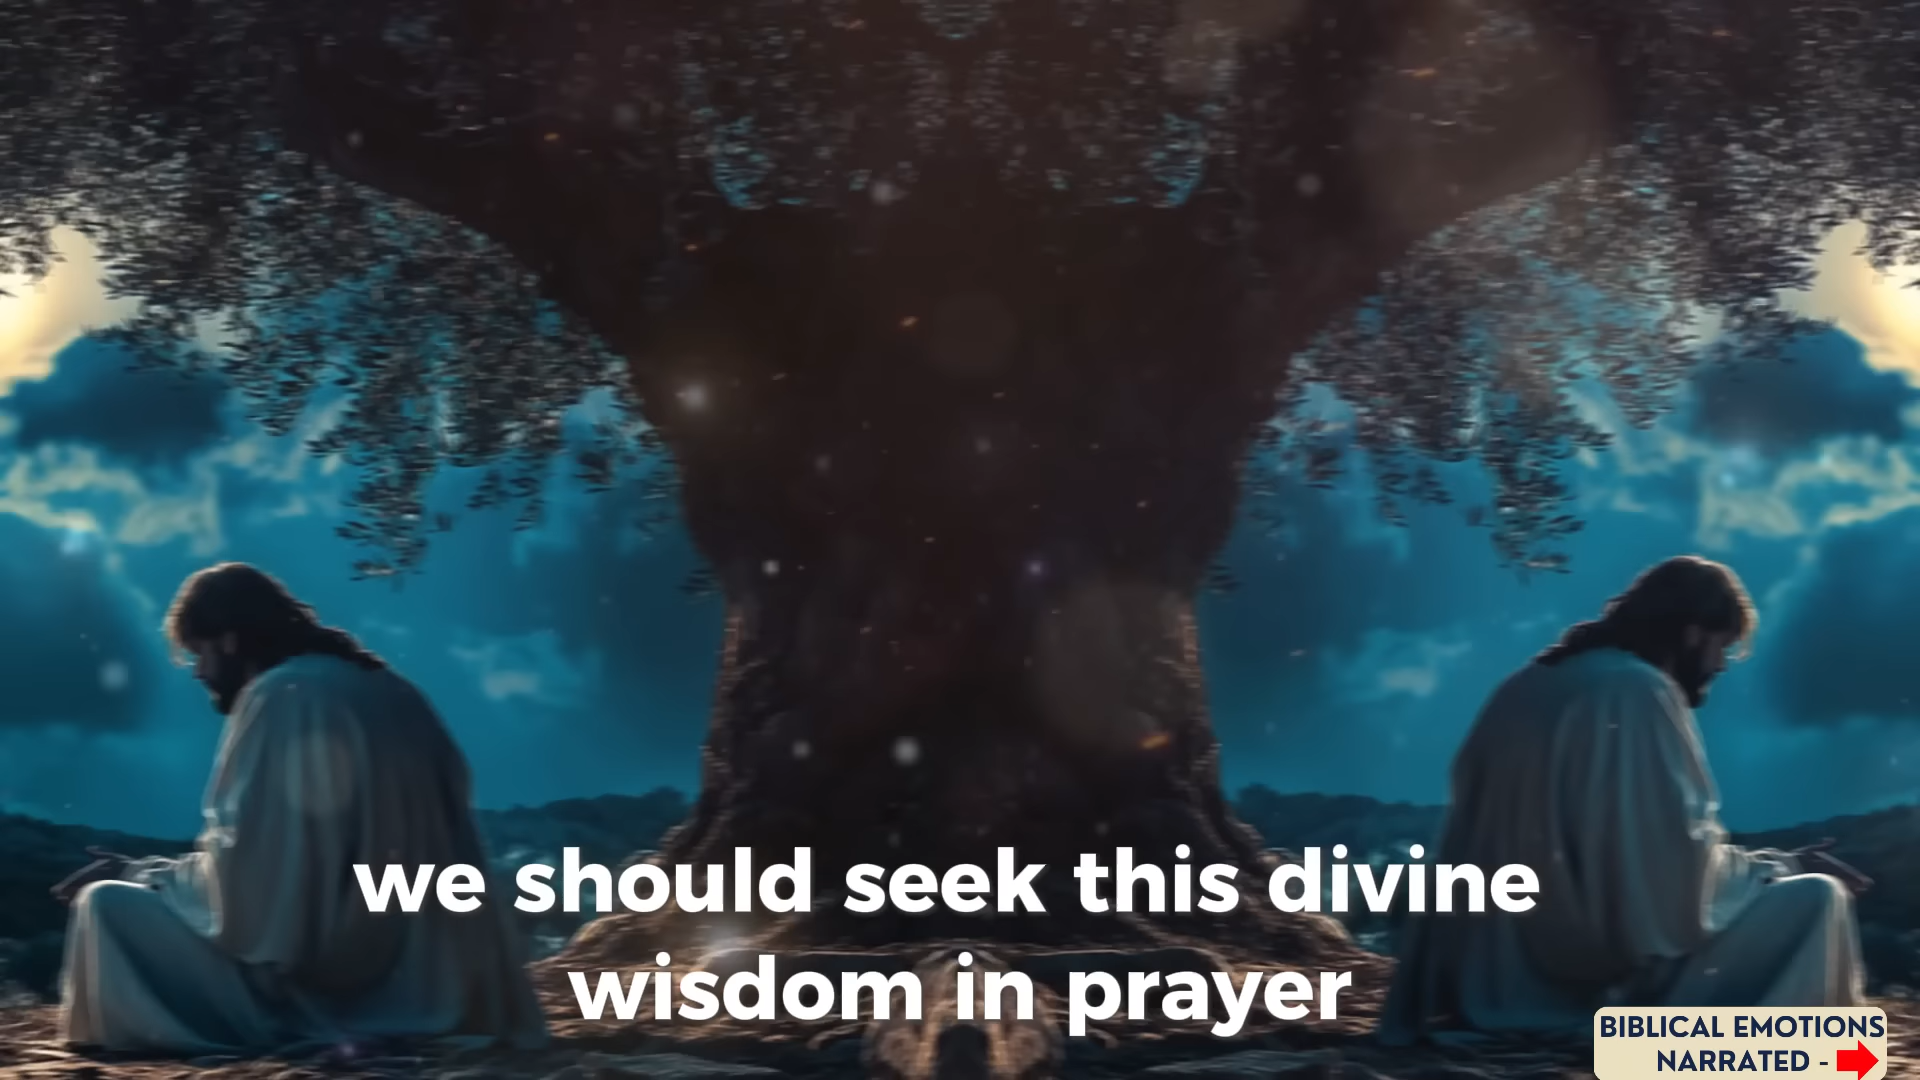 we should seek this divine
wisdom in prayer
BIBLICAL EMOTIONS
NARRATED -